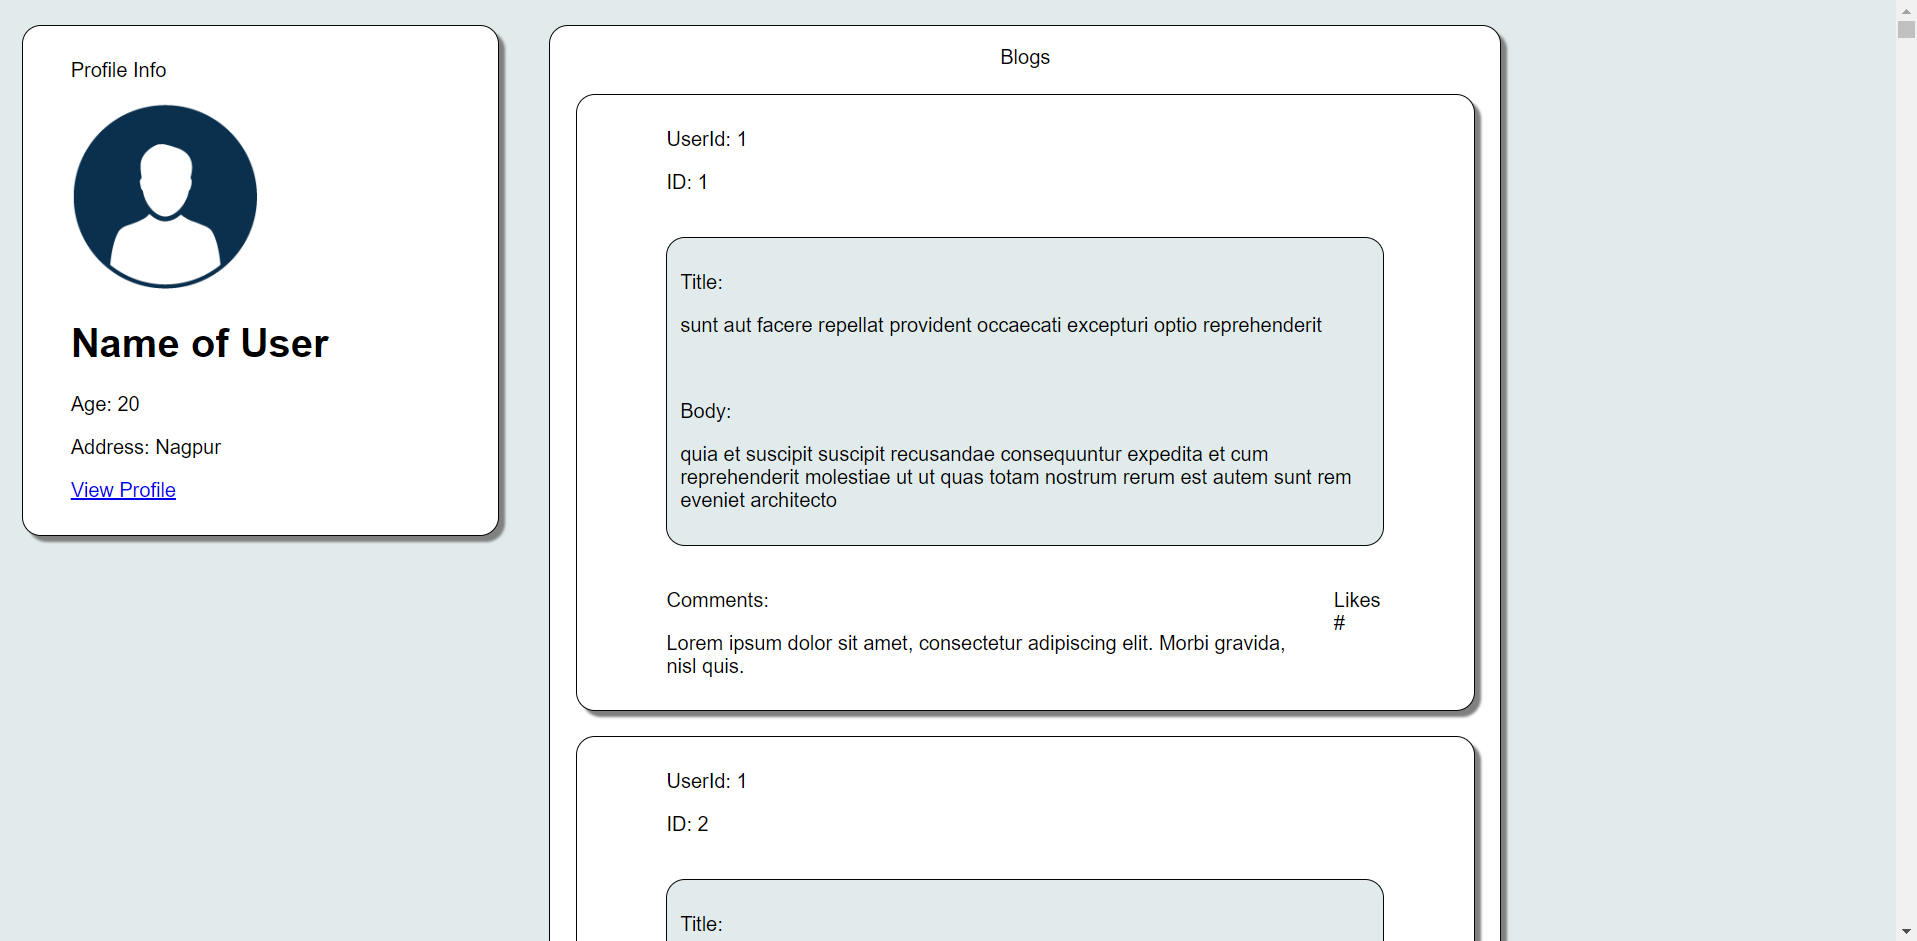 Profile Info
Name of User
Age: 20
Address: Nagpur
View Profile
Blogs
UserId: 1
ID: 1
Title:
sunt aut facere repellat provident occaecati excepturi optio reprehenderit
Body:
quia et suscipit suscipit recusandae consequuntur expedita et cum
reprehenderit molestiae ut ut quas totam nostrum rerum est autem sunt rem
eveniet architecto
Comments:
Lorem ipsum dolor sit amet, consectetur adipiscing elit. Morbi gravida,
nisl quis.
Likes
#
UserId: 1
ID: 2
Title: